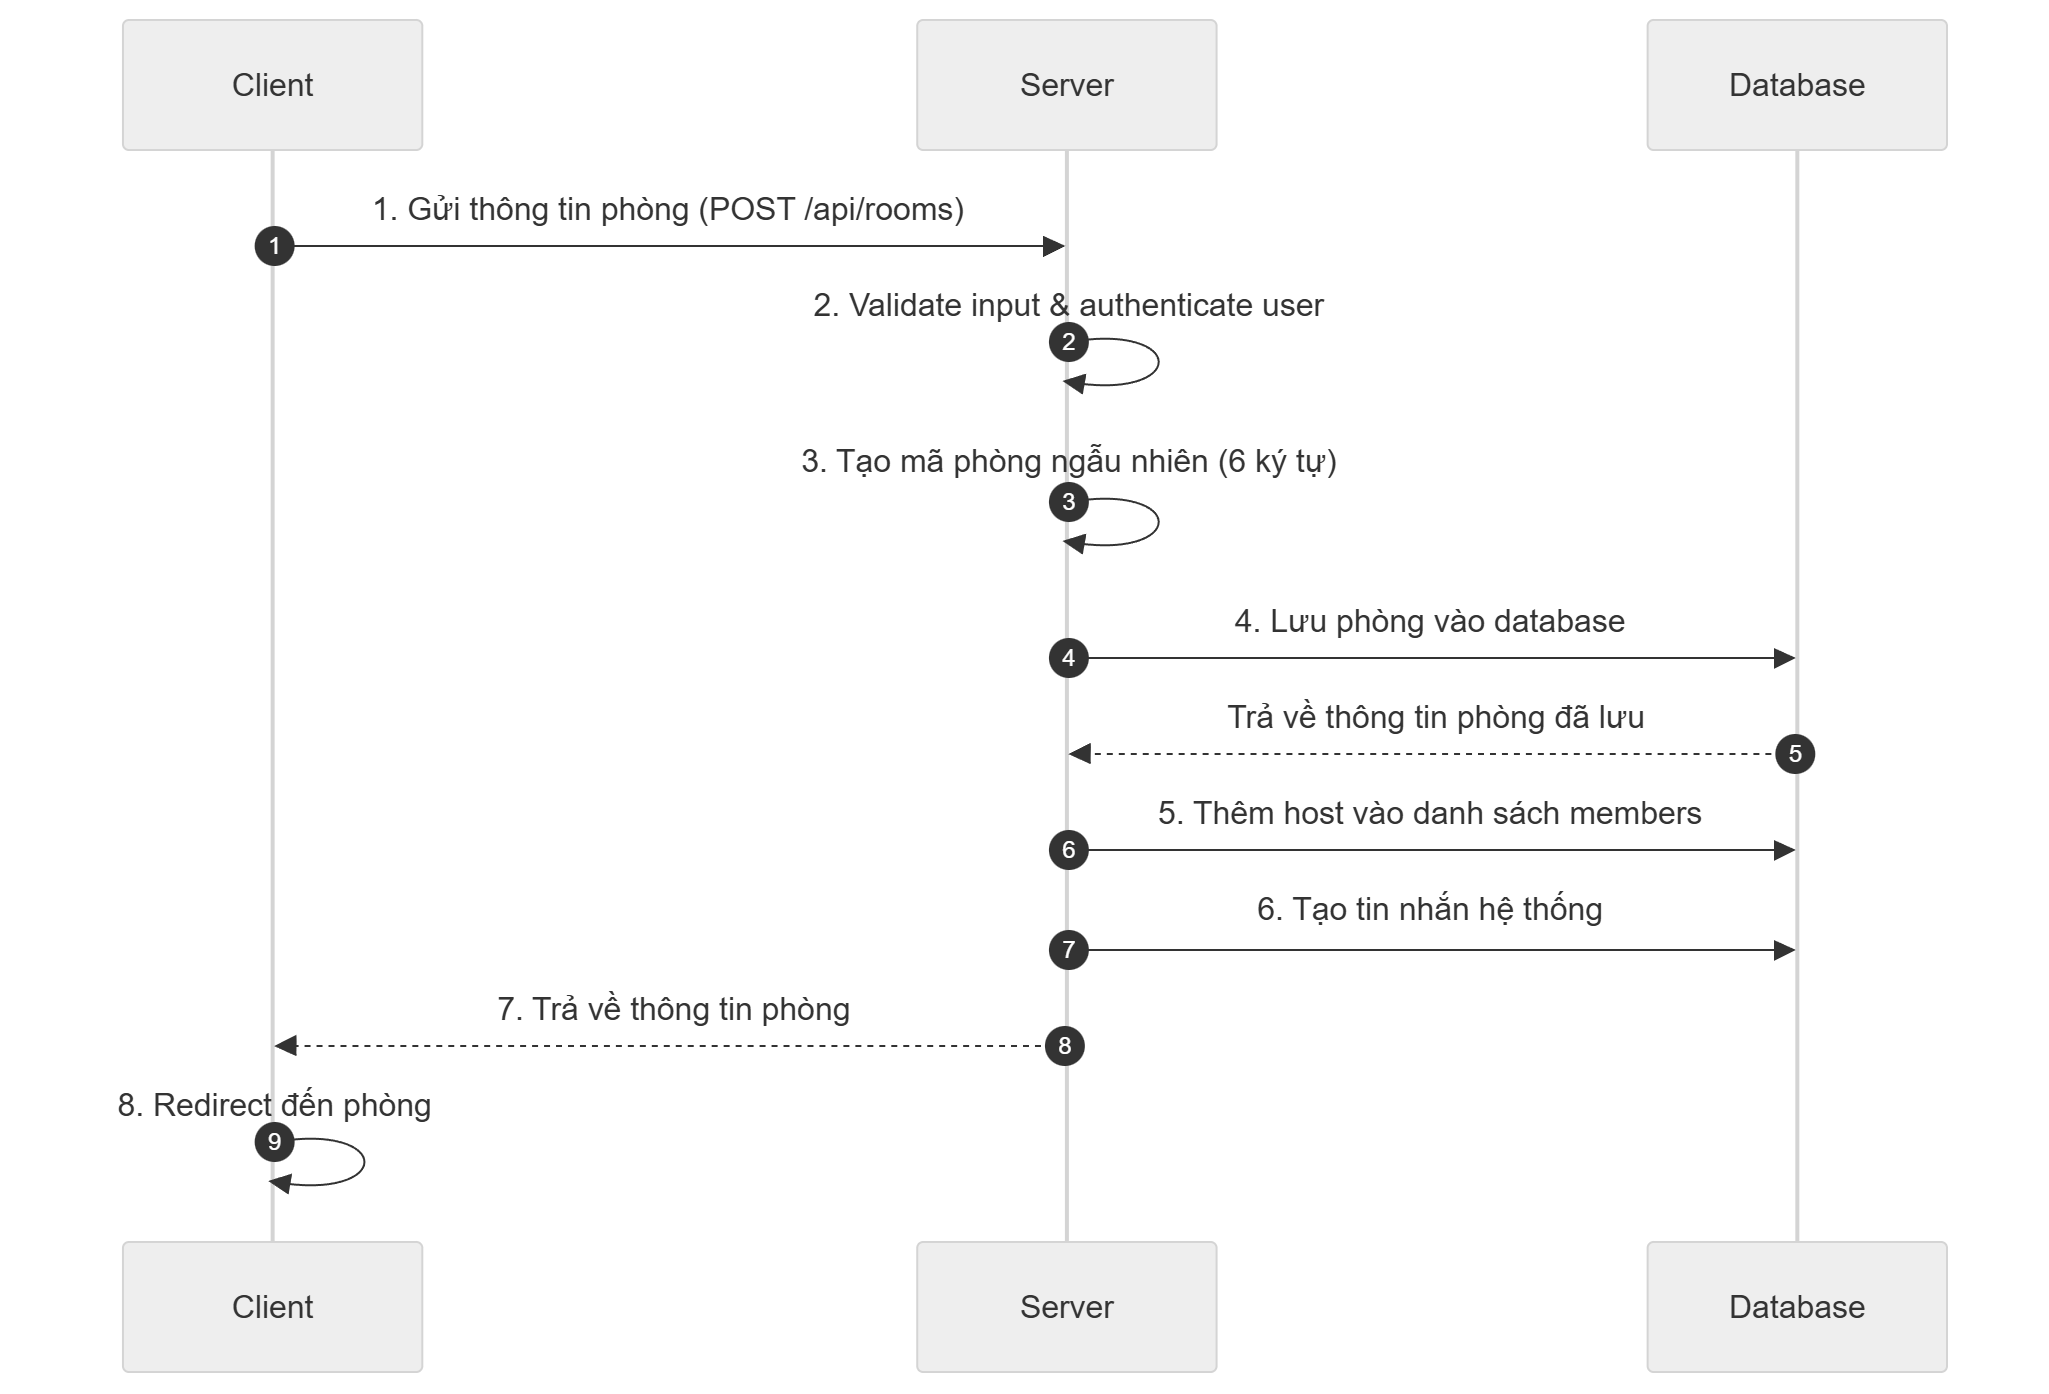 Client
Server
Database
1. Gửi thông tin phòng (POST /api/rooms)
1
2. Validate input & authenticate user
2
3. Tạo mã phòng ngẫu nhiên (6 ký tự)
3
4. Lưu phòng vào database
4
Trả về thông tin phòng đã lưu
5
5. Thêm host vào danh sách members
6
6. Tạo tin nhắn hệ thống
7
7. Trả về thông tin phòng
8
8. Redirect đến phòng
9
Client
Server
Database